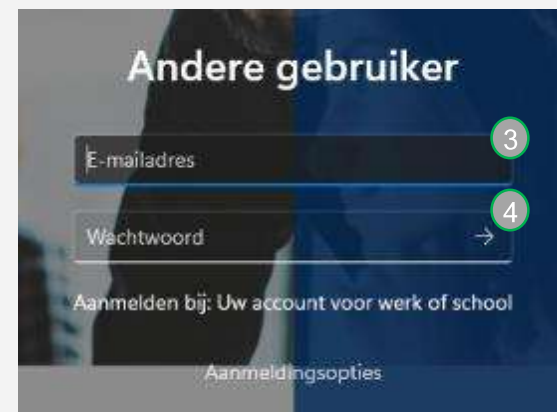 Andere gebruiker
3
E-mailadres
4
Wachtwoord →
Aanmelden bij: Uw account voor werk of school
Aanmeldingsopties